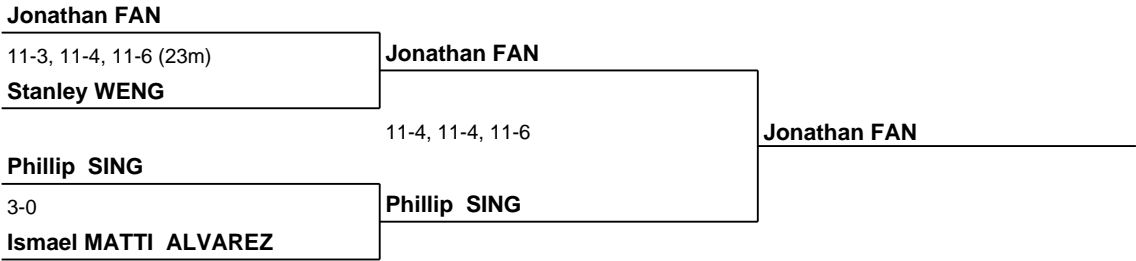 Jonathan FAN
11-3, 11-4, 11-6 (23m)
Stanley WENG
Phillip  SING
3-0
Ismael MATTI  ALVAREZ
Jonathan FAN
11-4, 11-4, 11-6
Phillip  SING
Jonathan FAN